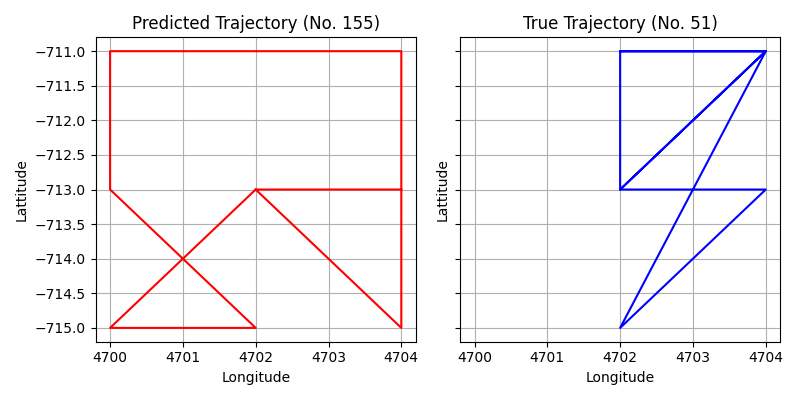 Predicted Trajectory (No. 155)
True Trajectory (No. 51)
−711.0
−711.5
−712.0
−712.5
−713.0
−713.5
−714.0
−714.5
−715.0
Lattitude
Lattitude
4700 4701 4702 4703 4704
4700 4701 4702 4703 4704
Longitude
Longitude